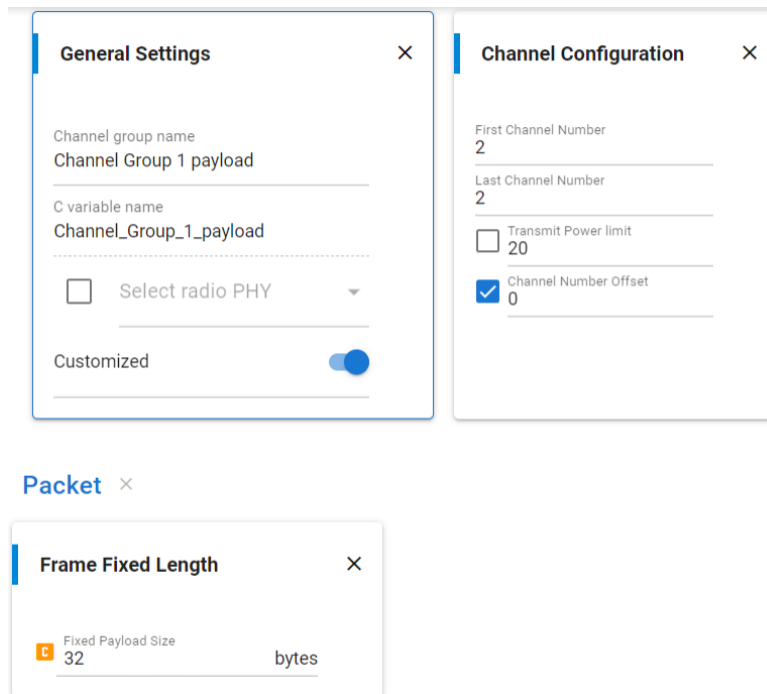 General Settings
Channel group name
Channel Group 1 payload
C variable name
Channel_Group_1_payload
Select radio PHY
Customized
Channel Configuration
First Channel Number
2
Last Channel Number
2
Transmit Power limit
20
Channel Number Offset
0
Packet
Frame Fixed Length
C
Fixed Payload Size
32 bytes